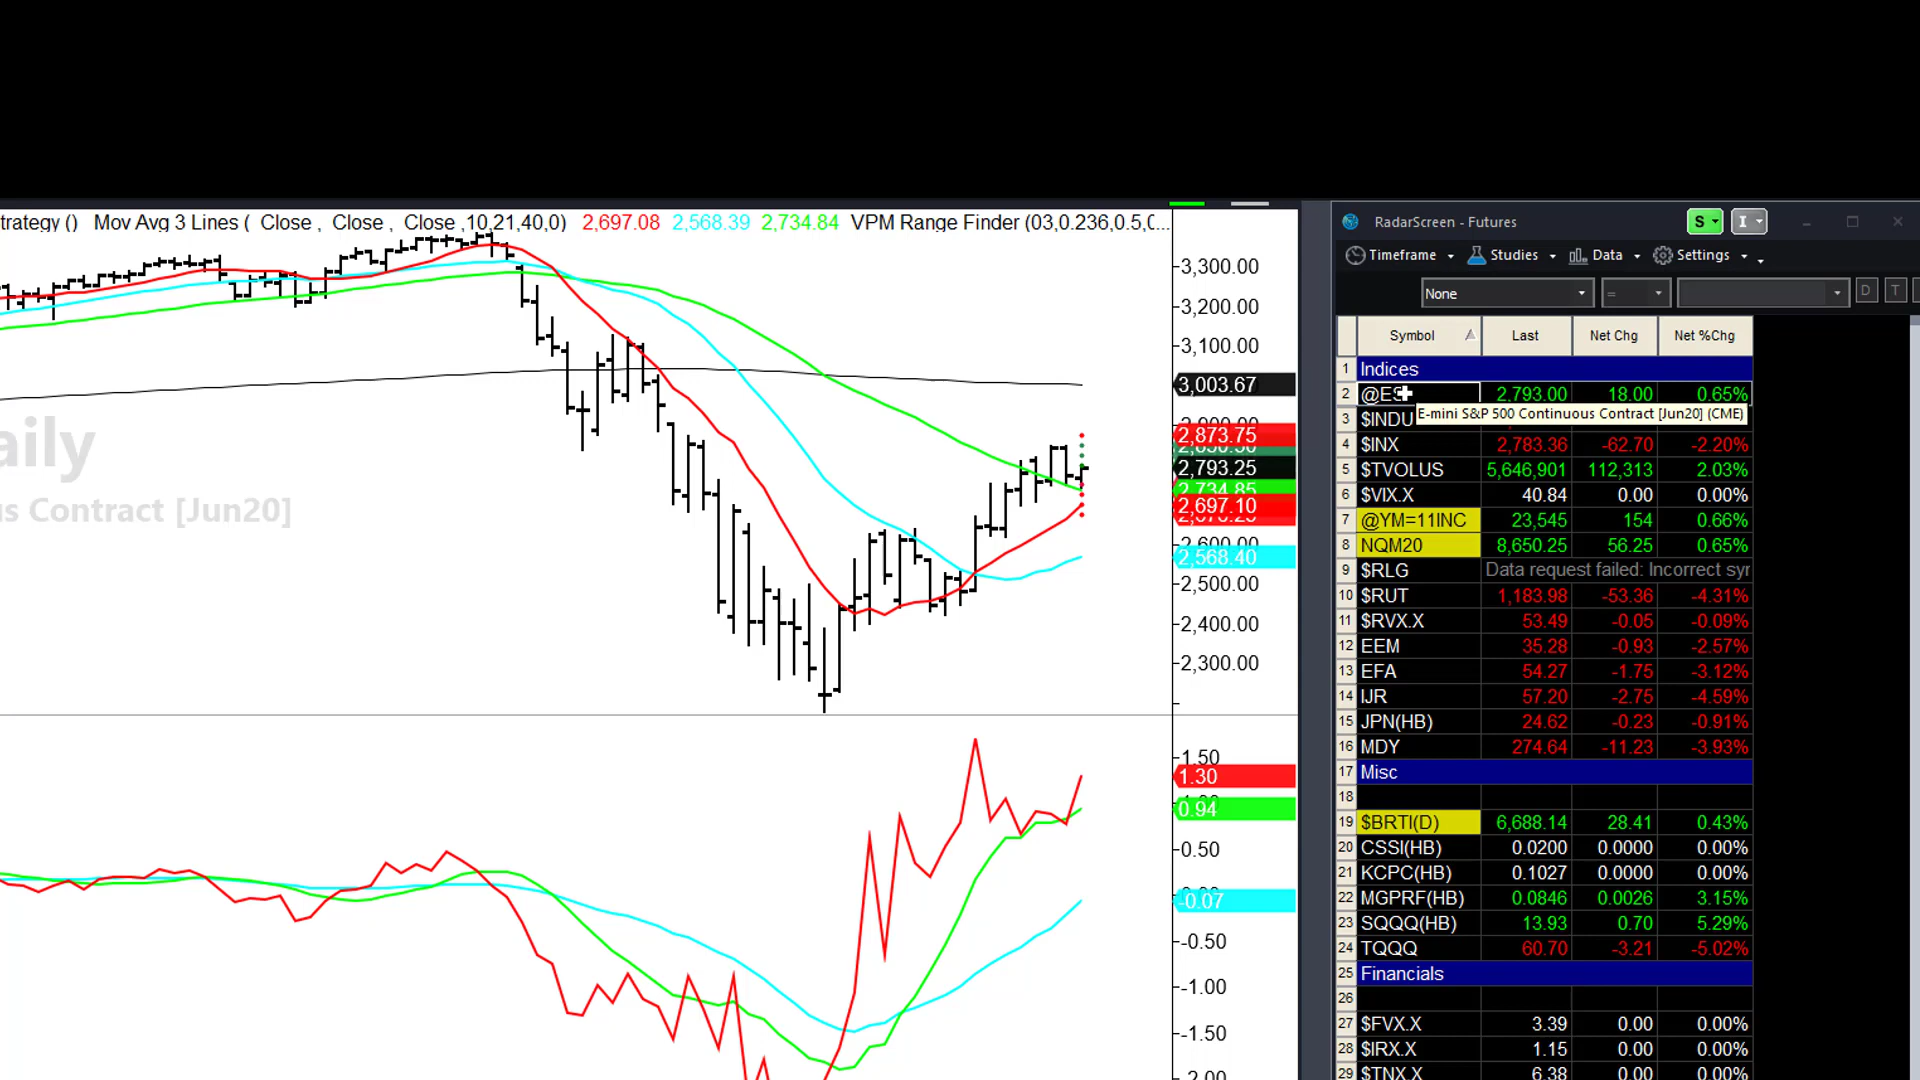 trategy ()  Mov Avg 3 Lines (  Close ,  Close ,  Close ,10,21,40,0)  2,697.08  2,568.39  2,734.84  VPM Range Finder (03,0.236,0.5,0....
aily
s Contract [Jun20]
3,300.00
3,200.00
3,100.00
3,003.67
2,873.75
2,793.25
2,734.85
2,697.10
2,568.40
2,500.00
2,400.00
2,300.00
1.50
1.30
0.94
0.50
-0.07
-0.50
-1.00
-1.50
-2.00
RadarScreen - Futures
S
I
Timeframe  Studies  Data  Settings
None  =  D  T
Symbol  Last  Net Chg  Net %Chg
1 Indices
2 @ES 2,793.00 18.00 0.65%
E-mini S&P 500 Continuous Contract [Jun20] (CME)
3 $INDU
4 $INX 2,783.36 -62.70 -2.20%
5 $TVOLUS 5,646,901 112,313 2.03%
6 $VIX.X 40.84 0.00 0.00%
7 @YM=11INC 23,545 154 0.66%
8 NQM20 8,650.25 56.25 0.65%
9 $RLG Data request failed: Incorrect syr
10 $RUT 1,183.98 -53.36 -4.31%
11 $RVX.X 53.49 -0.05 -0.09%
12 EEM 35.28 -0.93 -2.57%
13 EFA 54.27 -1.75 -3.12%
14 IJR 57.20 -2.75 -4.59%
15 JPN(HB) 24.62 -0.23 -0.91%
16 MDY 274.64 -11.23 -3.93%
17 Misc
18
19 $BRTI(D) 6,688.14 28.41 0.43%
20 CSSI(HB) 0.0200 0.0000 0.00%
21 KCPC(HB) 0.1027 0.0000 0.00%
22 MGPRF(HB) 0.0846 0.0026 3.15%
23 SQQQ(HB) 13.93 0.70 5.29%
24 TQQQ 60.70 -3.21 -5.02%
25 Financials
26
27 $FVX.X 3.39 0.00 0.00%
28 $IRX.X 1.15 0.00 0.00%
29 $TNX.X 6.38 0.00 0.00%